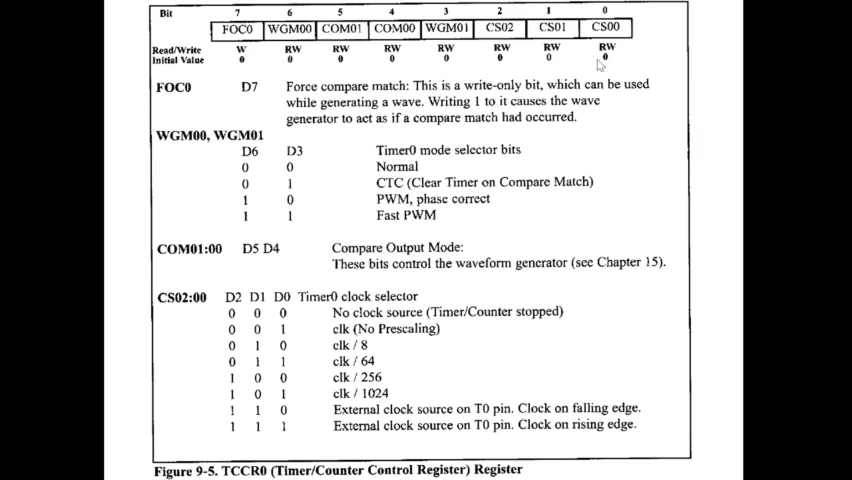 Bit 7 6 5 4 3 2 1 0
FOC0 WGM00 COM01 COM00 WGM01 CS02 CS01 CS00
Read/Write W RW RW RW RW RW RW RW
Initial Value 0 0 0 0 0 0 0 0
FOC0 D7 Force compare match: This is a write-only bit, which can be used
while generating a wave. Writing 1 to it causes the wave
generator to act as if a compare match had occurred.
WGM00, WGM01
D6 D3 Timer0 mode selector bits
0 0 Normal
0 1 CTC (Clear Timer on Compare Match)
1 0 PWM, phase correct
1 1 Fast PWM
COM01:00 D5 D4 Compare Output Mode:
These bits control the waveform generator (see Chapter 15).
CS02:00 D2 D1 D0 Timer0 clock selector
0 0 0 No clock source (Timer/Counter stopped)
0 0 1 clk (No Prescaling)
0 1 0 clk / 8
0 1 1 clk / 64
1 0 0 clk / 256
1 0 1 clk / 1024
1 1 0 External clock source on T0 pin. Clock on falling edge.
1 1 1 External clock source on T0 pin. Clock on rising edge.
Figure 9-5. TCCR0 (Timer/Counter Control Register) Register